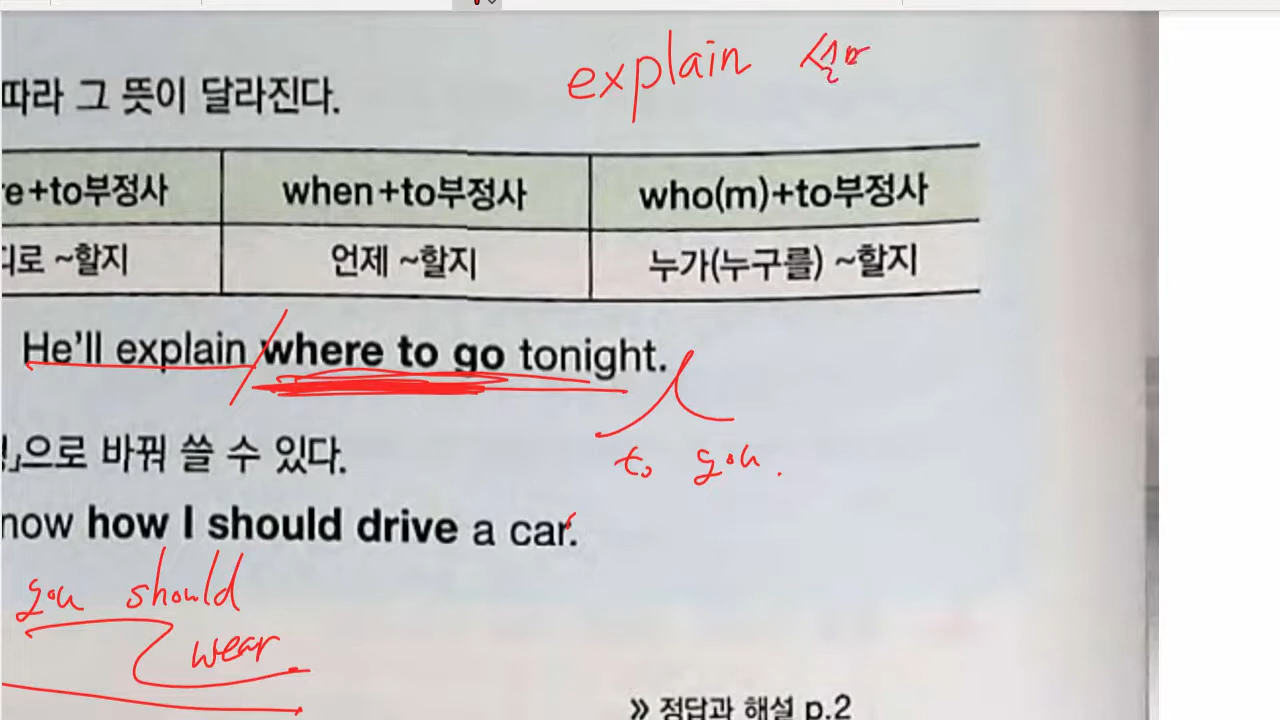 explain 설ㅁ
따라 그 뜻이 달라진다.
e+to부정사 when+to부정사 who(m)+to부정사
디로 ~할지 언제 ~할지 누가(누구를) ~할지
He'll explain where to go tonight.
to you.
으로 바꿔 쓸 수 있다.
now how I should drive a car.
you should
wear
» 정답과 해설 p.2